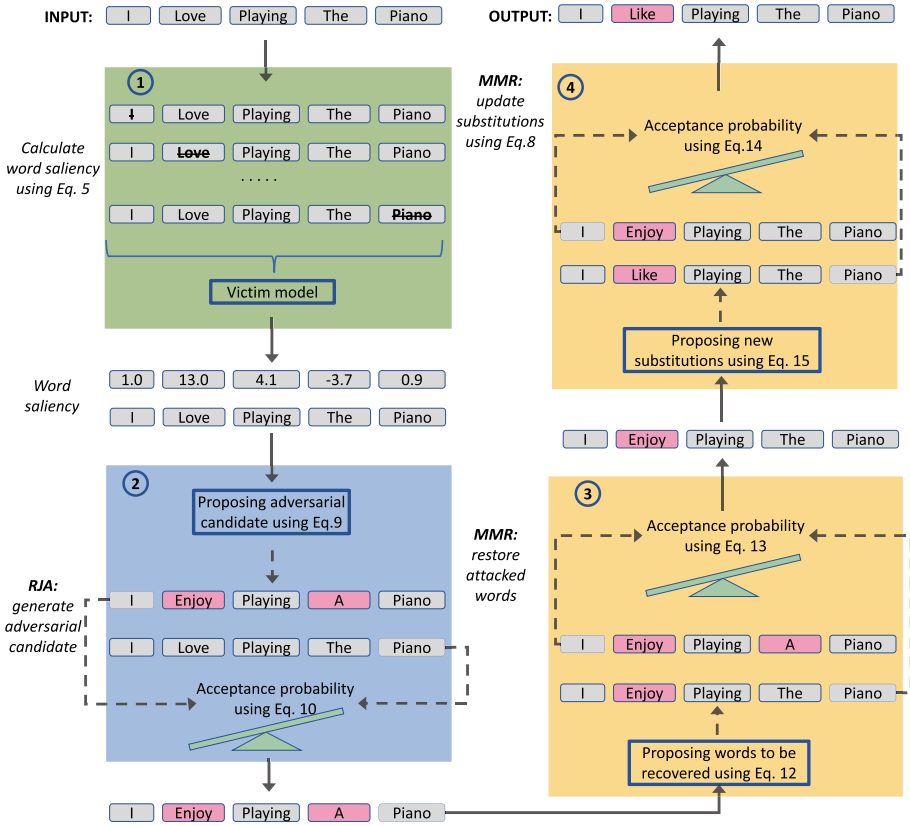 INPUT: I Love Playing The Piano
1
I Love Playing The Piano
I Love Playing The Piano
. . . . .
I Love Playing The Piano
Calculate
word saliency
using Eq. 5
Victim model
Word
saliency
1.0 13.0 4.1 -3.7 0.9
I Love Playing The Piano
2
Proposing adversarial
candidate using Eq.9
RJA:
generate
adversarial
candidate
I Enjoy Playing A Piano
I Love Playing The Piano
Acceptance probability
using Eq. 10
I Enjoy Playing A Piano
OUTPUT: I Like Playing The Piano
4
MMR:
update
substitutions
using Eq.8
Acceptance probability
using Eq.14
I Enjoy Playing The Piano
I Like Playing The Piano
Proposing new
substitutions using Eq. 15
I Enjoy Playing The Piano
3
MMR:
restore
attacked
words
Acceptance probability
using Eq. 13
I Enjoy Playing A Piano
I Enjoy Playing The Piano
Proposing words to be
recovered using Eq. 12